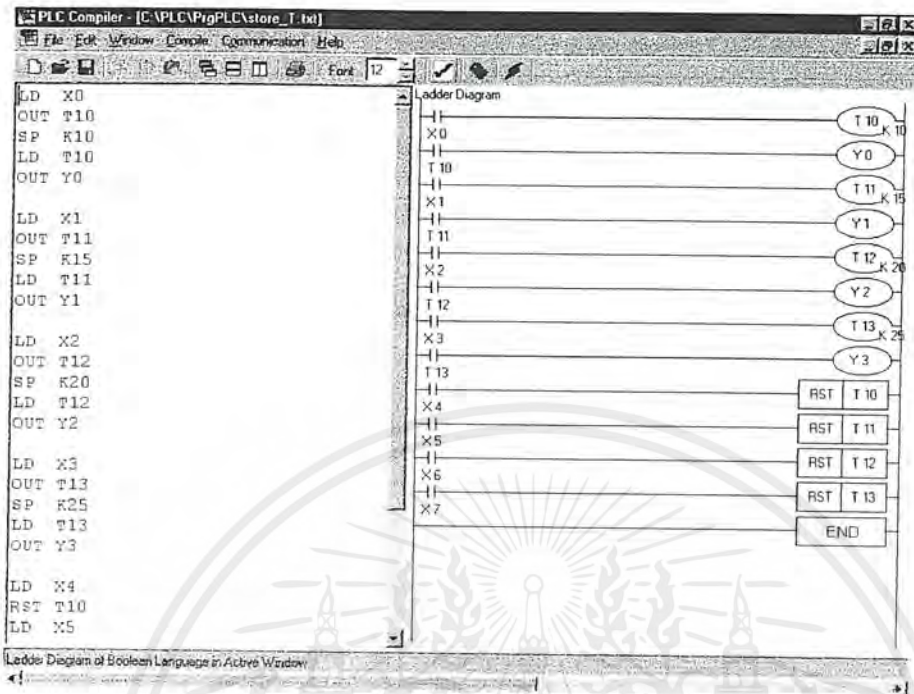 PLC Compiler - [C:\PLC\PrgPLC\store_T.txt]
File Edit Window Compile Communication Help
Font 12
LD X0
OUT T10
SP K10
LD T10
OUT Y0
LD X1
OUT T11
SP K15
LD T11
OUT Y1
LD X2
OUT T12
SP K20
LD T12
OUT Y2
LD X3
OUT T13
SP K25
LD T13
OUT Y3
LD X4
RST T10
LD X5
Ladder Diagram
X0 T 10 K 10
T 10 Y 0
X1 T 11 K 15
T 11 Y 1
X2 T 12 K 20
T 12 Y 2
X3 T 13 K 25
T 13 Y 3
X4 RST T 10
X5 RST T 11
X6 RST T 12
X7 RST T 13
END
Ladder Diagram of Boolean Language in Active Window